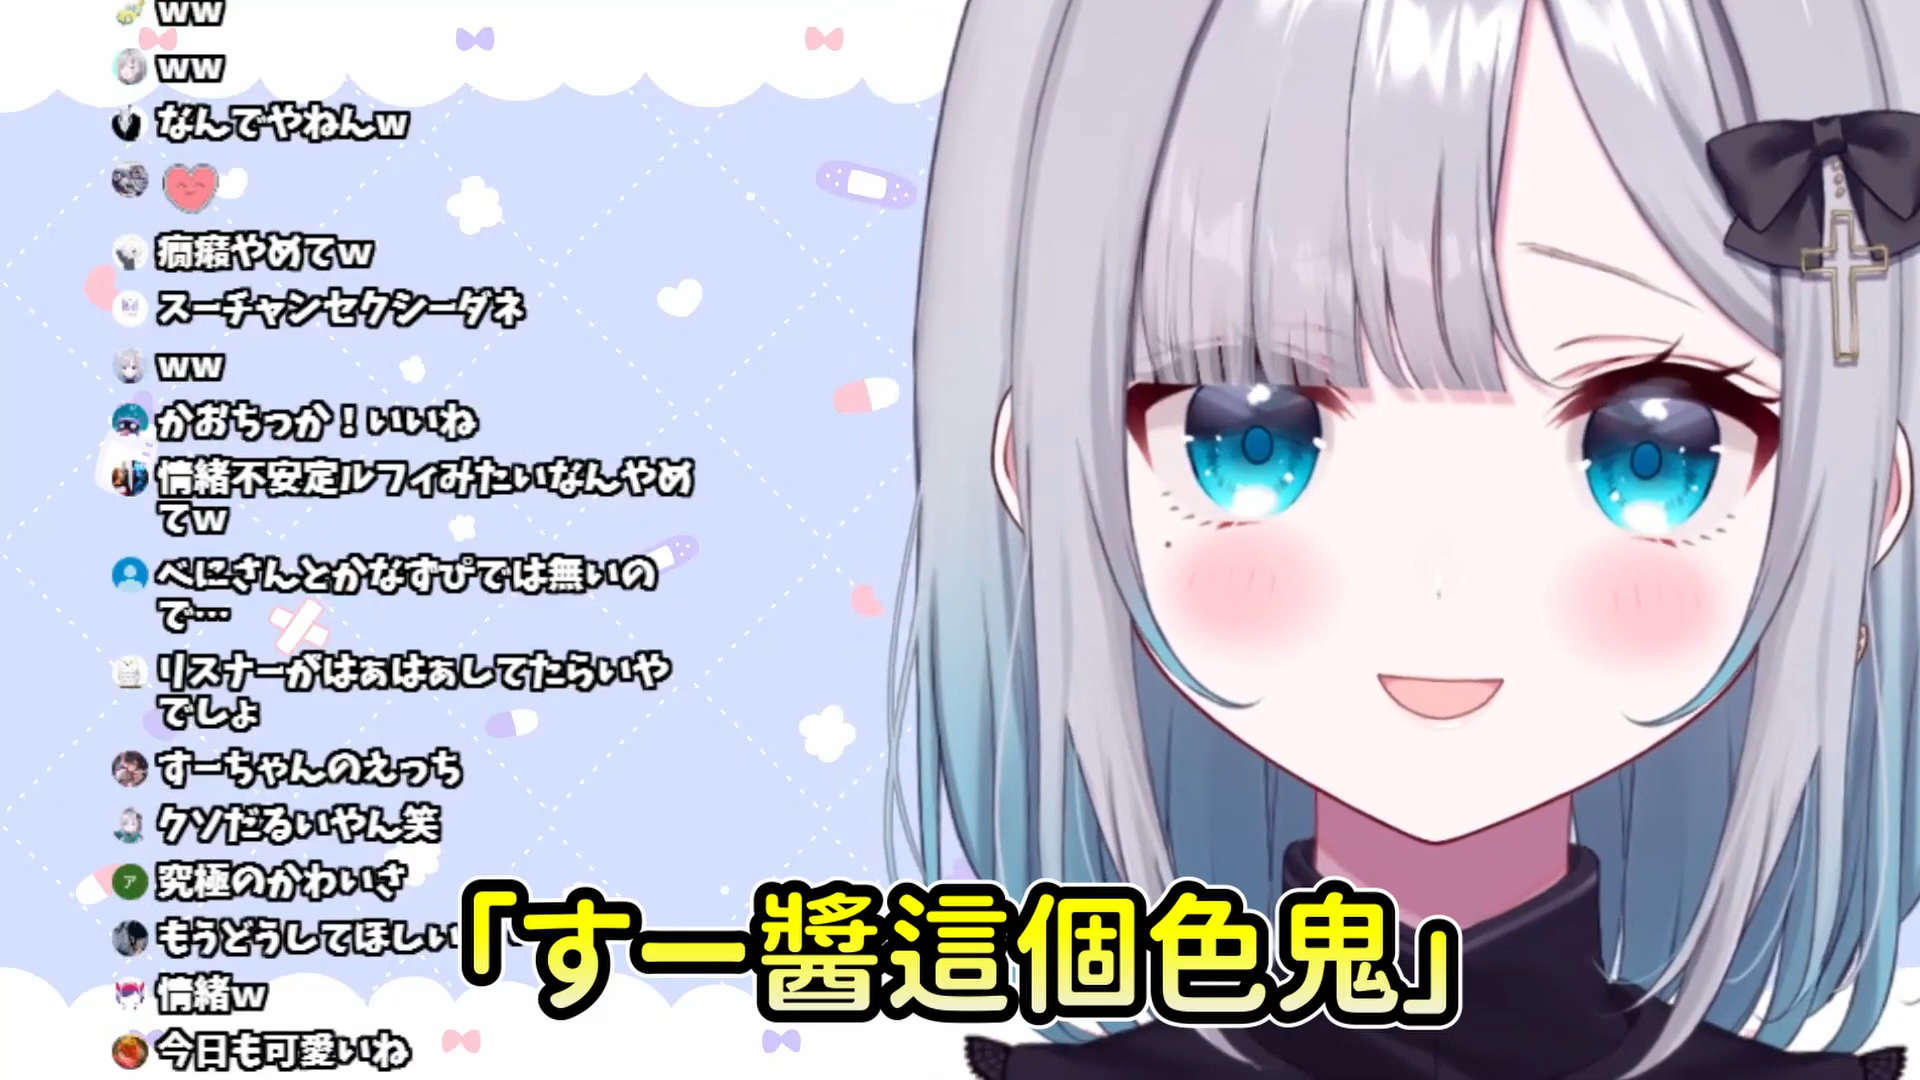 ww
ww
なんでやねんw
癇癪やめてw
スーチャンセクシーダネ
ww
かおちっか！いいね
情緒不安定ルフィみたいなんやめ
てw
べにさんとかなずぴでは無いの
で…
リスナーがはぁはぁしてたらいや
でしょ
すーちゃんのえっち
クソだるいやん笑
ア
究極のかわいさ
もうどうしてほしい
情緒w
今日も可愛いね
「すー醬這個色鬼」